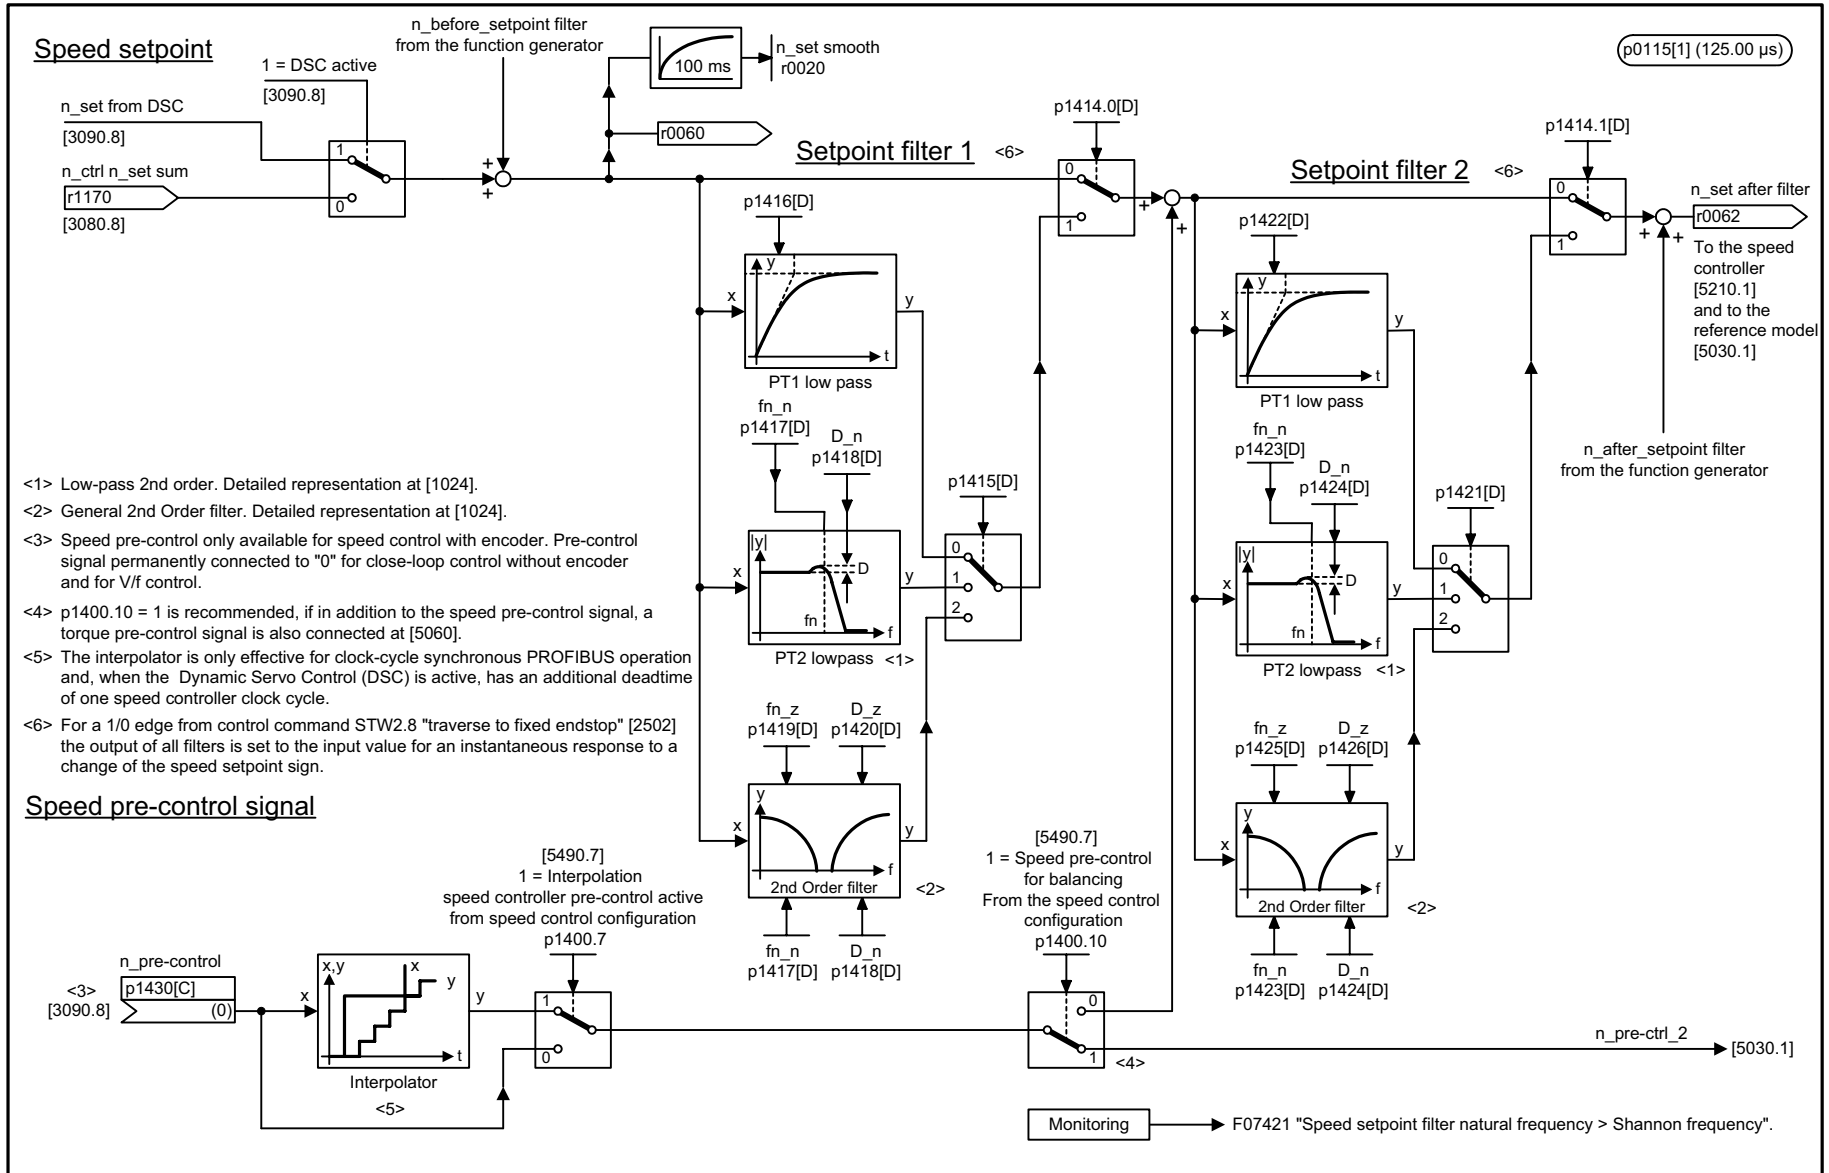 Speed setpoint
n_before_setpoint filter
from the function generator
100 ms
n_set smooth
r0020
p0115[1] (125.00 µs)
1 = DSC active
[3090.8]
n_set from DSC
[3090.8]
n_ctrl n_set sum
r1170
[3080.8]
1
0
+
+
r0060
Setpoint filter 1
<6>
p1414.0[D]
0
1
+
+
Setpoint filter 2
<6>
p1414.1[D]
0
1
+
+
n_set after filter
r0062
To the speed
controller
[5210.1]
and to the
reference model
[5030.1]
n_after_setpoint filter
from the function generator
p1416[D]
x
y
t
y
PT1 low pass
fn_n
p1417[D]
D_n
p1418[D]
x
|y|
D
fn
f
y
PT2 lowpass
<1>
p1415[D]
0
1
2
fn_z
p1419[D]
D_z
p1420[D]
x
y
f
y
2nd Order filter
<2>
fn_n
p1417[D]
D_n
p1418[D]
p1422[D]
x
y
t
y
PT1 low pass
fn_n
p1423[D]
D_n
p1424[D]
x
|y|
D
fn
f
y
PT2 lowpass
<1>
p1421[D]
0
1
2
fn_z
p1425[D]
D_z
p1426[D]
x
y
f
y
2nd Order filter
<2>
fn_n
p1423[D]
D_n
p1424[D]
<1> Low-pass 2nd order. Detailed representation at [1024].
<2> General 2nd Order filter. Detailed representation at [1024].
<3> Speed pre-control only available for speed control with encoder. Pre-control
signal permanently connected to "0" for close-loop control without encoder
and for V/f control.
<4> p1400.10 = 1 is recommended, if in addition to the speed pre-control signal, a
torque pre-control signal is also connected at [5060].
<5> The interpolator is only effective for clock-cycle synchronous PROFIBUS operation
and, when the Dynamic Servo Control (DSC) is active, has an additional deadtime
of one speed controller clock cycle.
<6> For a 1/0 edge from control command STW2.8 "traverse to fixed endstop" [2502]
the output of all filters is set to the input value for an instantaneous response to a
change of the speed setpoint sign.
Speed pre-control signal
[5490.7]
1 = Interpolation
speed controller pre-control active
from speed control configuration
p1400.7
1
0
n_pre-control
<3>
[3090.8]
p1430[C]
(0)
x
x,y
x
y
t
y
Interpolator
<5>
[5490.7]
1 = Speed pre-control
for balancing
From the speed control
configuration
p1400.10
0
1
<4>
n_pre-ctrl_2
[5030.1]
Monitoring
F07421 "Speed setpoint filter natural frequency > Shannon frequency".